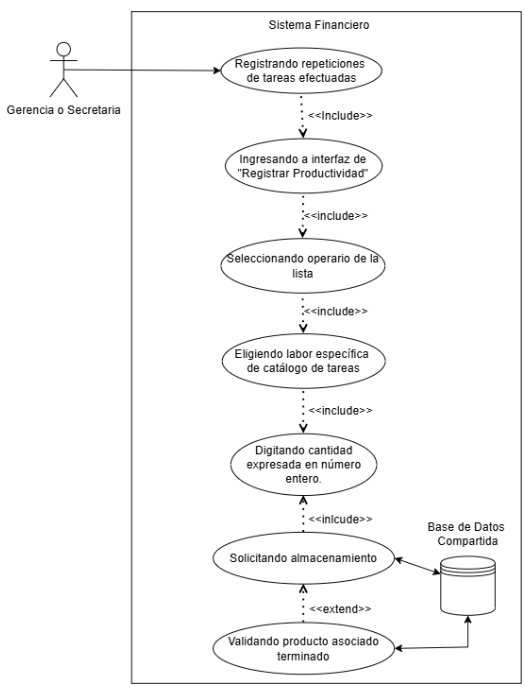 Sistema Financiero
Registrando repeticiones
de tareas efectuadas
Gerencia o Secretaria
<<Include>>
Ingresando a interfaz de
"Registrar Productividad"
<<include>>
Seleccionando operario de la
lista
<<include>>
Eligiendo labor específica
de catálogo de tareas
<<include>>
Digitando cantidad
expresada en número
entero.
<<inlcude>>
Base de Datos
Compartida
Solicitando almacenamiento
<<extend>>
Validando producto asociado
terminado